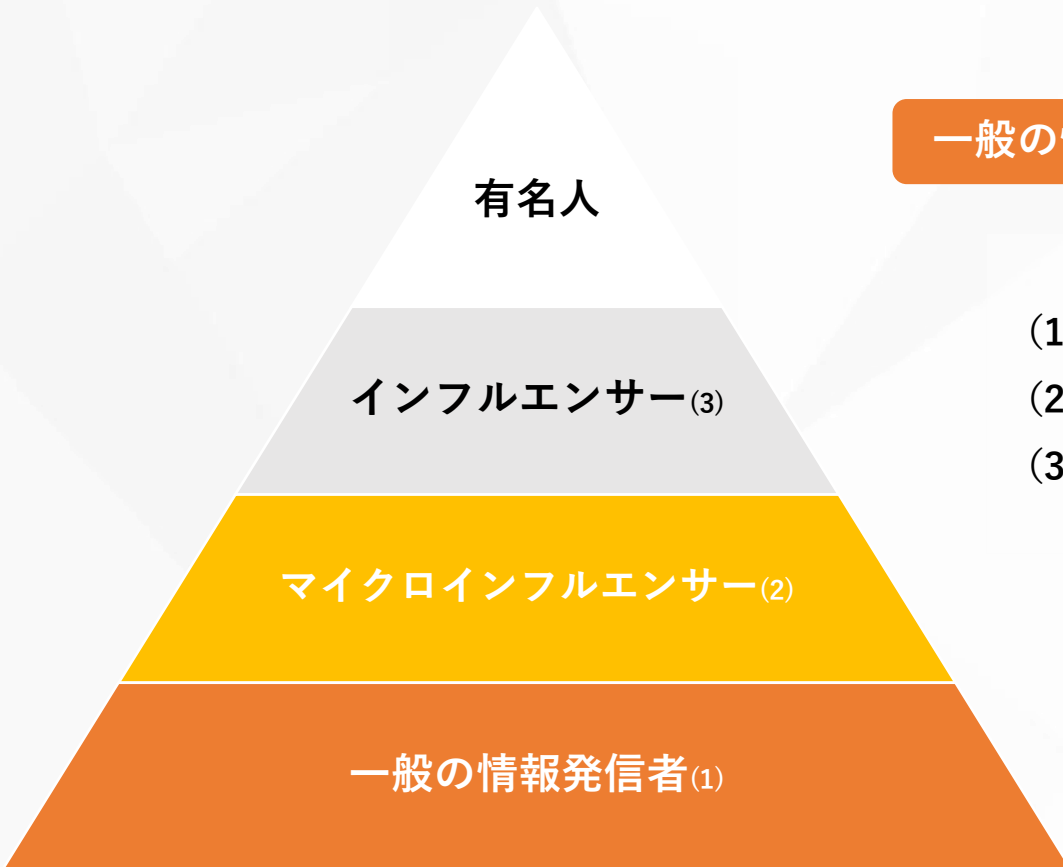 有名人
インフルエンサー(3)
マイクロインフルエンサー(2)
一般の情報発信者(1)
一般の
(1
(2
(3